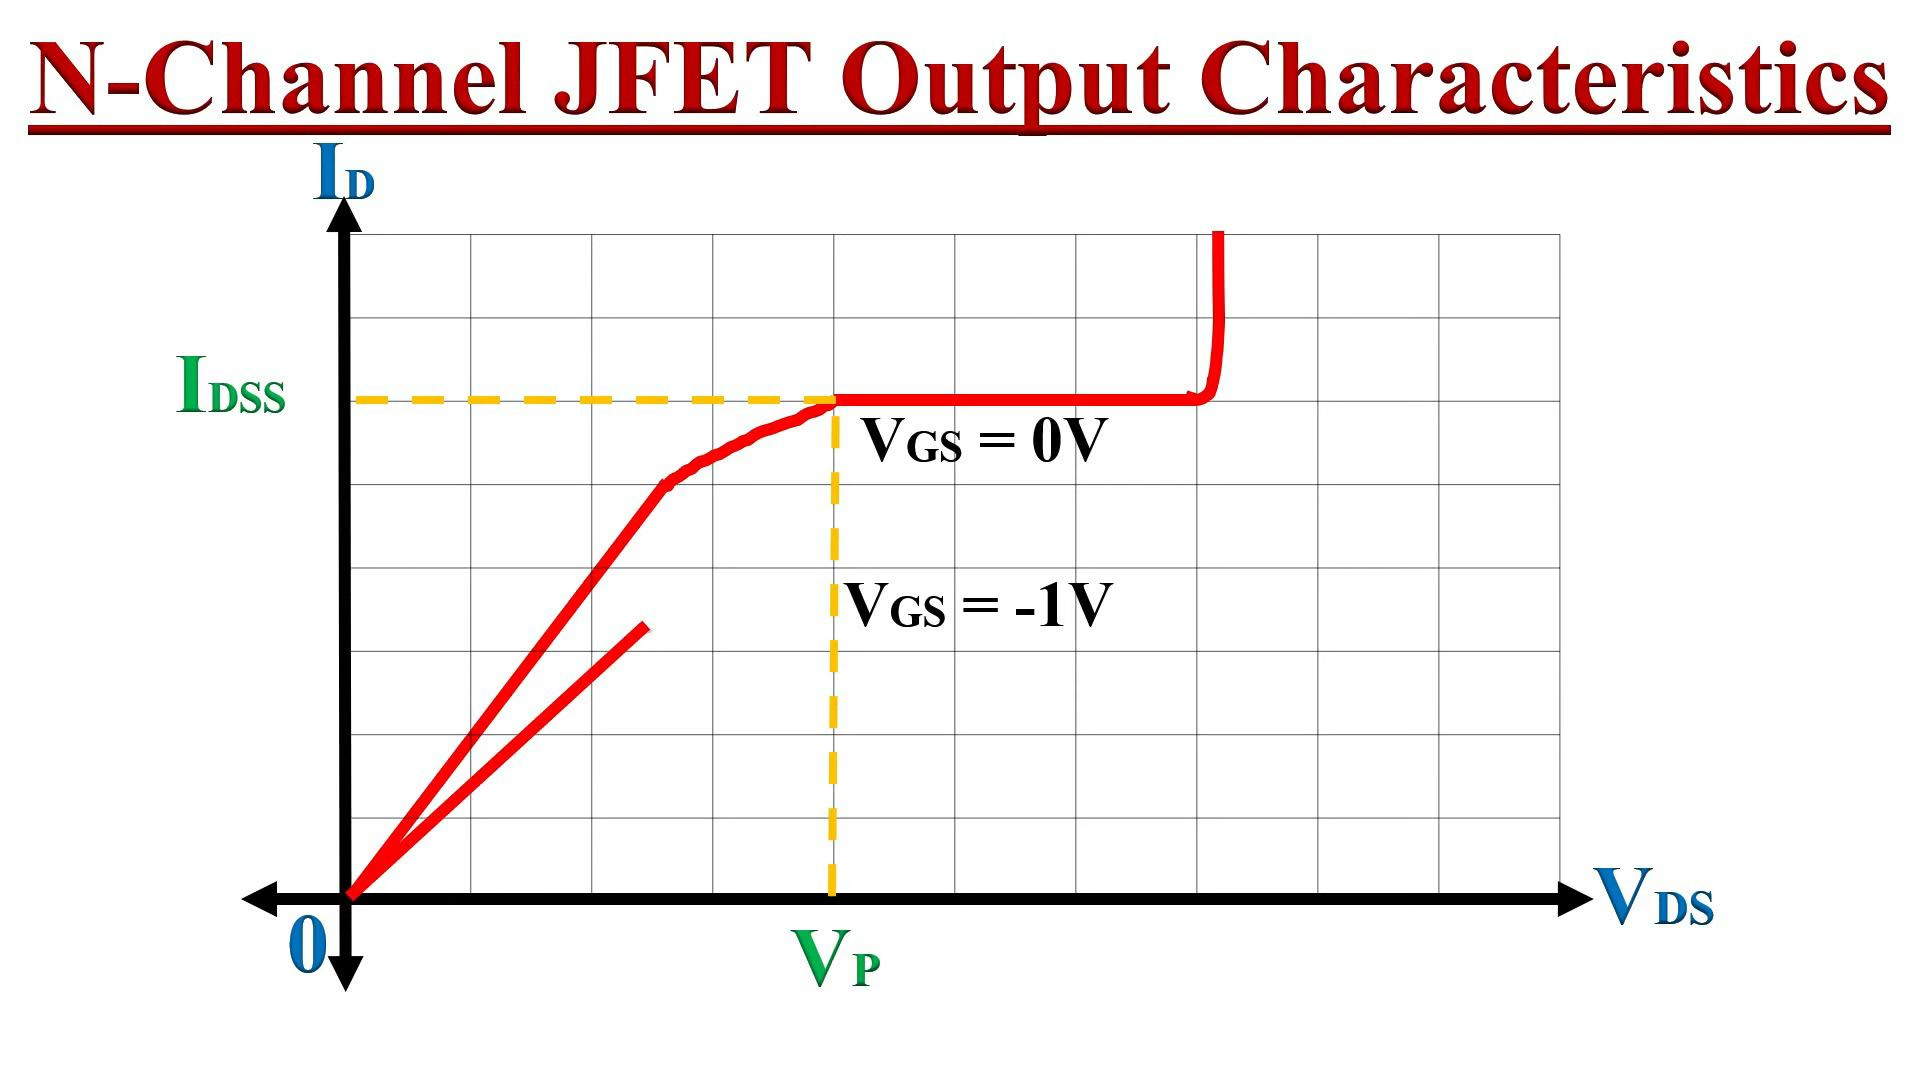 N-Channel JFET Output Characteristics
ID
IDSS
VGS = 0V
VGS = -1V
VDS
0
VP